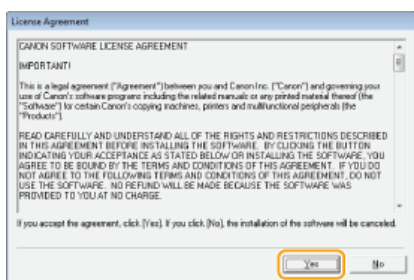 License Agreement
CANON SOFTWARE LICENSE AGREEMENT
IMPORTANT!
This is a legal agreement ("Agreement") between you and Canon Inc. ("Canon") and governing your
use of Canon's software programs including the related manuals or any printed material thereof (the
"Software") for certain Canon's copying machines, printers and multifunctional peripherals (the
"Products").
READ CAREFULLY AND UNDERSTAND ALL OF THE RIGHTS AND RESTRICTIONS DESCRIBED
IN THIS AGREEMENT BEFORE INSTALLING THE SOFTWARE. BY CLICKING THE BUTTON
INDICATING YOUR ACCEPTANCE AS STATED BELOW OR INSTALLING THE SOFTWARE, YOU
AGREE TO BE BOUND BY THE TERMS AND CONDITIONS OF THIS AGREEMENT. IF YOU DO
NOT AGREE TO THE FOLLOWING TERMS AND CONDITIONS OF THIS AGREEMENT, DO NOT
USE THE SOFTWARE. NO REFUND WILL BE MADE BECAUSE THE SOFTWARE WAS
PROVIDED TO YOU AT NO CHARGE.
If you accept the agreement, click [Yes]. If you click [No], the installation of the software will be canceled.
Yes
No